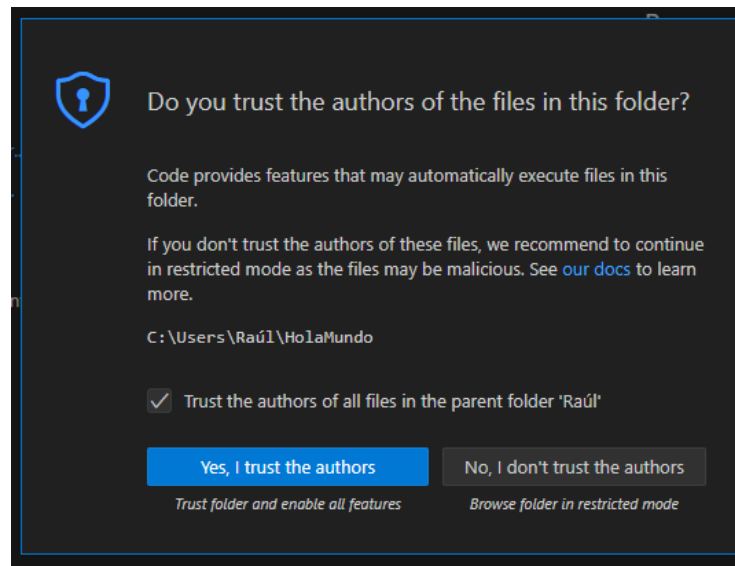 Do you trust the authors of the files in this folder?
Code provides features that may automatically execute files in this
folder.
If you don't trust the authors of these files, we recommend to continue
in restricted mode as the files may be malicious. See our docs to learn
more.
C:\Users\Raúl\HolaMundo
Trust the authors of all files in the parent folder 'Raúl'
Yes, I trust the authors
No, I don't trust the authors
Trust folder and enable all features
Browse folder in restricted mode